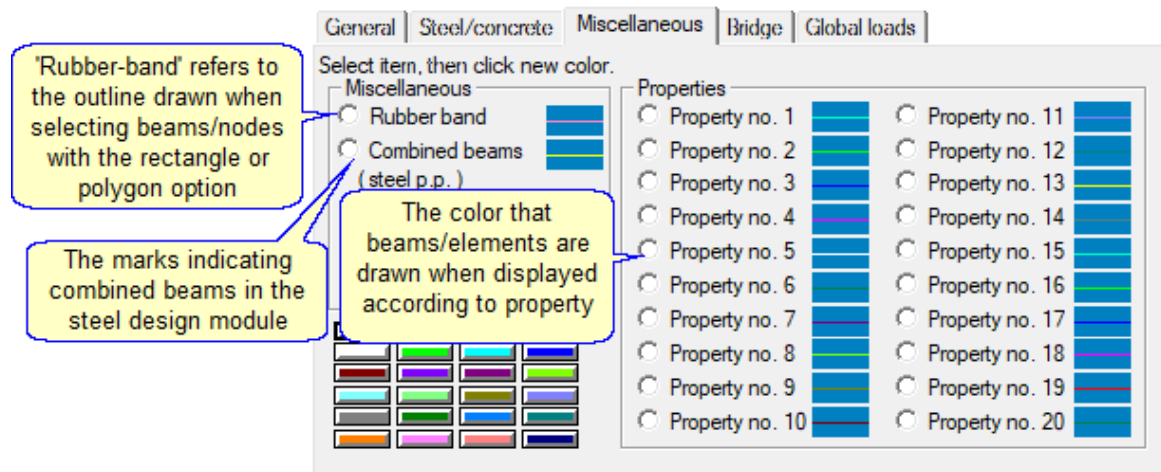 General Steel/concrete Miscellaneous Bridge Global loads
Select item, then click new color.
'Rubber-band' refers to
the outline drawn when
selecting beams/nodes
with the rectangle or
polygon option
The marks indicating
combined beams in the
steel design module
Miscellaneous
Rubber band
Combined beams
( steel p.p. )
The color that
beams/elements are
drawn when displayed
according to property
Properties
Property no. 1 Property no. 11
Property no. 2 Property no. 12
Property no. 3 Property no. 13
Property no. 4 Property no. 14
Property no. 5 Property no. 15
Property no. 6 Property no. 16
Property no. 7 Property no. 17
Property no. 8 Property no. 18
Property no. 9 Property no. 19
Property no. 10 Property no. 20